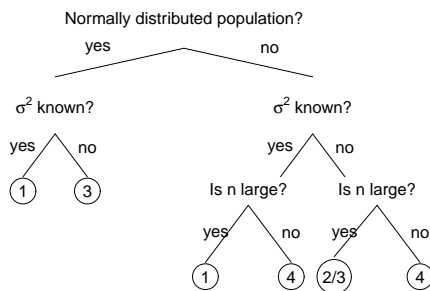 Normally distributed population?
yes no
σ² known? σ² known?
yes no yes no
Is n large? Is n large?
1 3
yes no yes no
1 4 2/3 4